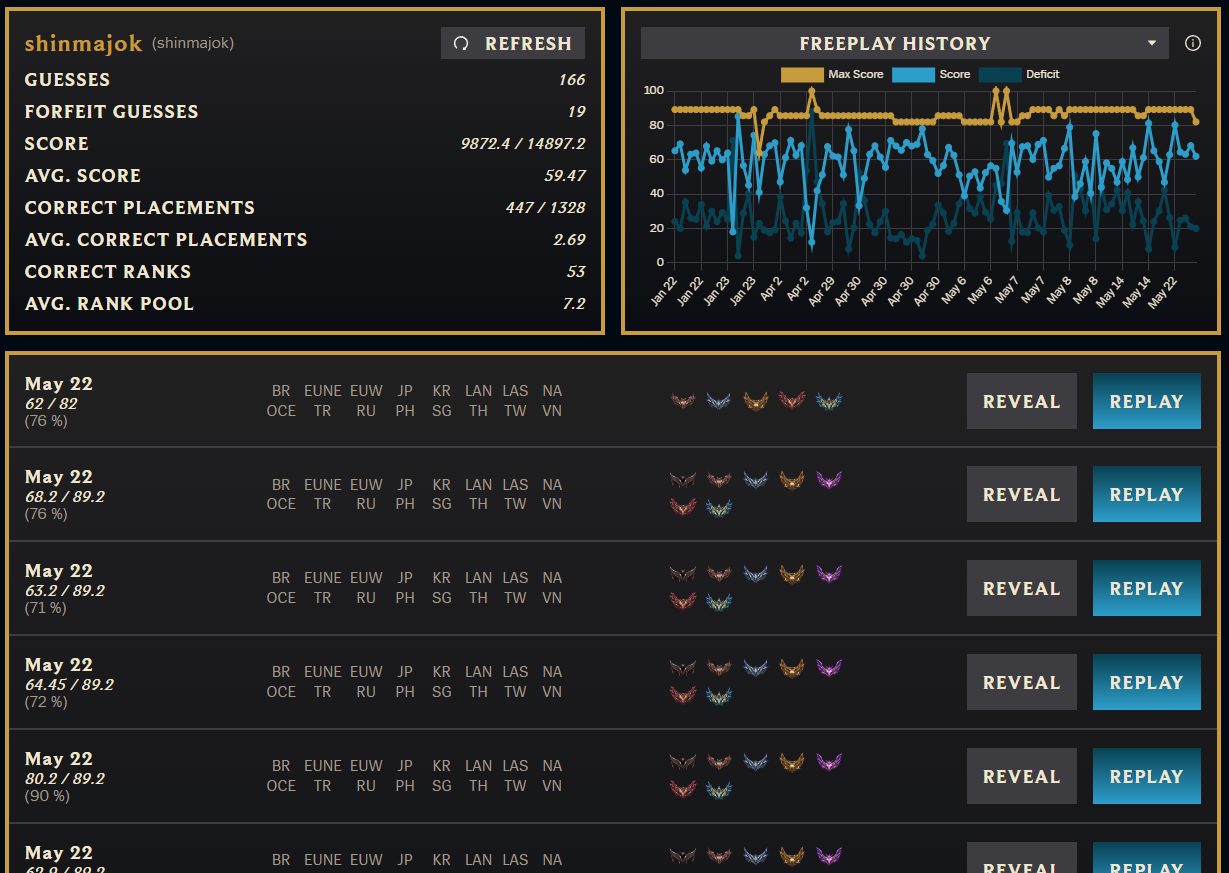 shinmajok (shinmajok) REFRESH
GUESSES 166
FORFEIT GUESSES 19
SCORE 9872.4 / 14897.2
AVG. SCORE 59.47
CORRECT PLACEMENTS 447 / 1328
AVG. CORRECT PLACEMENTS 2.69
CORRECT RANKS 53
AVG. RANK POOL 7.2
FREEPLAY HISTORY
Max Score Score Deficit
100
80
60
40
20
0
Jan 22 Jan 22 Jan 23 Jan 23 Apr 2 Apr 2 Apr 29 Apr 30 Apr 30 Apr 30 Apr 30 May 6 May 6 May 7 May 7 May 8 May 8 May 14 May 14 May 22
May 22
62 / 82
(76 %)
BR EUNE EUW JP KR LAN LAS NA
OCE TR RU PH SG TH TW VN
REVEAL REPLAY
May 22
68.2 / 89.2
(76 %)
BR EUNE EUW JP KR LAN LAS NA
OCE TR RU PH SG TH TW VN
REVEAL REPLAY
May 22
63.2 / 89.2
(71 %)
BR EUNE EUW JP KR LAN LAS NA
OCE TR RU PH SG TH TW VN
REVEAL REPLAY
May 22
64.45 / 89.2
(72 %)
BR EUNE EUW JP KR LAN LAS NA
OCE TR RU PH SG TH TW VN
REVEAL REPLAY
May 22
80.2 / 89.2
(90 %)
BR EUNE EUW JP KR LAN LAS NA
OCE TR RU PH SG TH TW VN
REVEAL REPLAY
May 22
BR EUNE EUW JP KR LAN LAS NA
REVEAL REPLAY